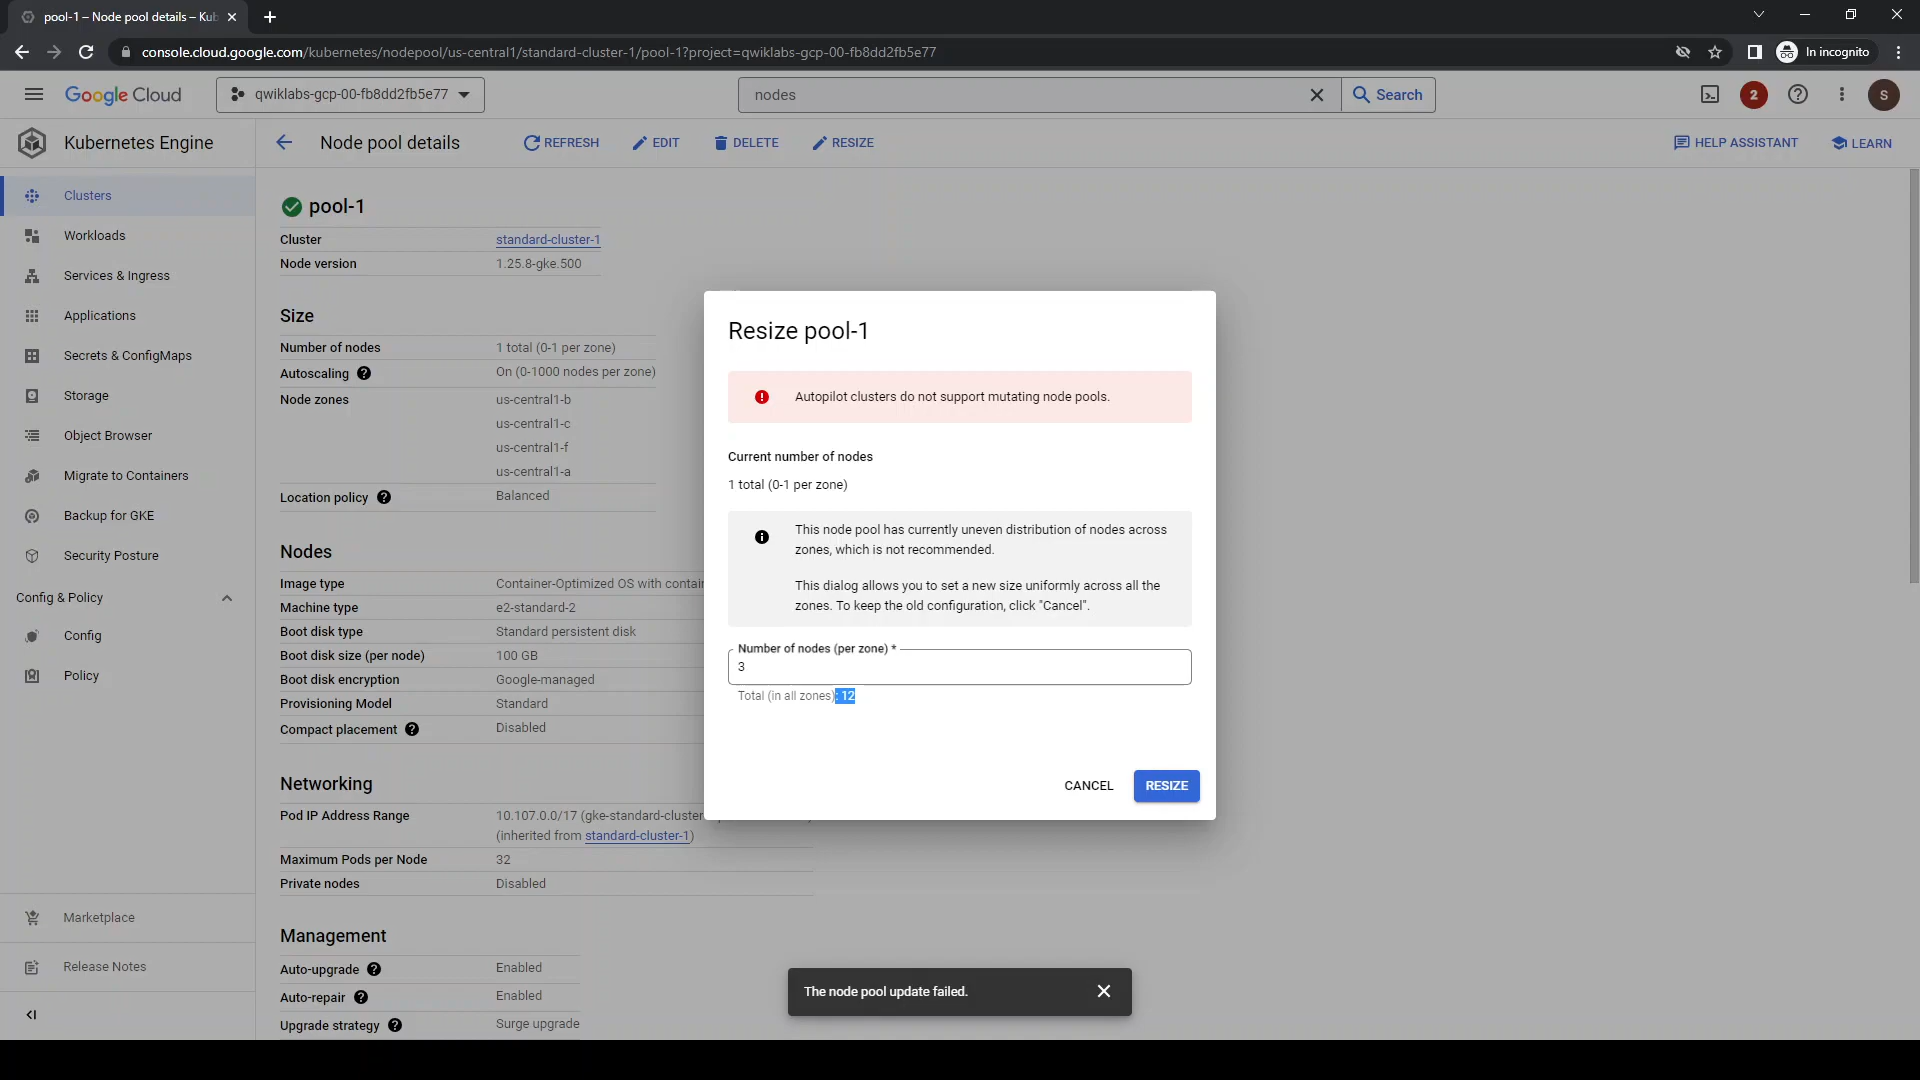 pool-1 – Node pool details – Kub
console.cloud.google.com/kubernetes/nodepool/us-central1/standard-cluster-1/pool-1?project=qwiklabs-gcp-00-fb8dd2fb5e77
In incognito
Google Cloud
qwiklabs-gcp-00-fb8dd2fb5e77
nodes
Search
2
S
Kubernetes Engine
Node pool details
REFRESH
EDIT
DELETE
RESIZE
HELP ASSISTANT
LEARN
Clusters
Workloads
Services & Ingress
Applications
Secrets & ConfigMaps
Storage
Object Browser
Migrate to Containers
Backup for GKE
Security Posture
Config & Policy
Config
Policy
Marketplace
Release Notes
pool-1
Cluster standard-cluster-1
Node version 1.25.8-gke.500
Size
Number of nodes 1 total (0-1 per zone)
Autoscaling On (0-1000 nodes per zone)
Node zones us-central1-b
us-central1-c
us-central1-f
us-central1-a
Location policy Balanced
Nodes
Image type Container-Optimized OS with contai
Machine type e2-standard-2
Boot disk type Standard persistent disk
Boot disk size (per node) 100 GB
Boot disk encryption Google-managed
Provisioning Model Standard
Compact placement Disabled
Networking
Pod IP Address Range 10.107.0.0/17 (gke-standard-cluster
(inherited from standard-cluster-1)
Maximum Pods per Node 32
Private nodes Disabled
Management
Auto-upgrade Enabled
Auto-repair Enabled
Upgrade strategy Surge upgrade
Resize pool-1
Autopilot clusters do not support mutating node pools.
Current number of nodes
1 total (0-1 per zone)
This node pool has currently uneven distribution of nodes across
zones, which is not recommended.
This dialog allows you to set a new size uniformly across all the
zones. To keep the old configuration, click "Cancel".
Number of nodes (per zone) *
3
Total (in all zones): 12
CANCEL
RESIZE
The node pool update failed.